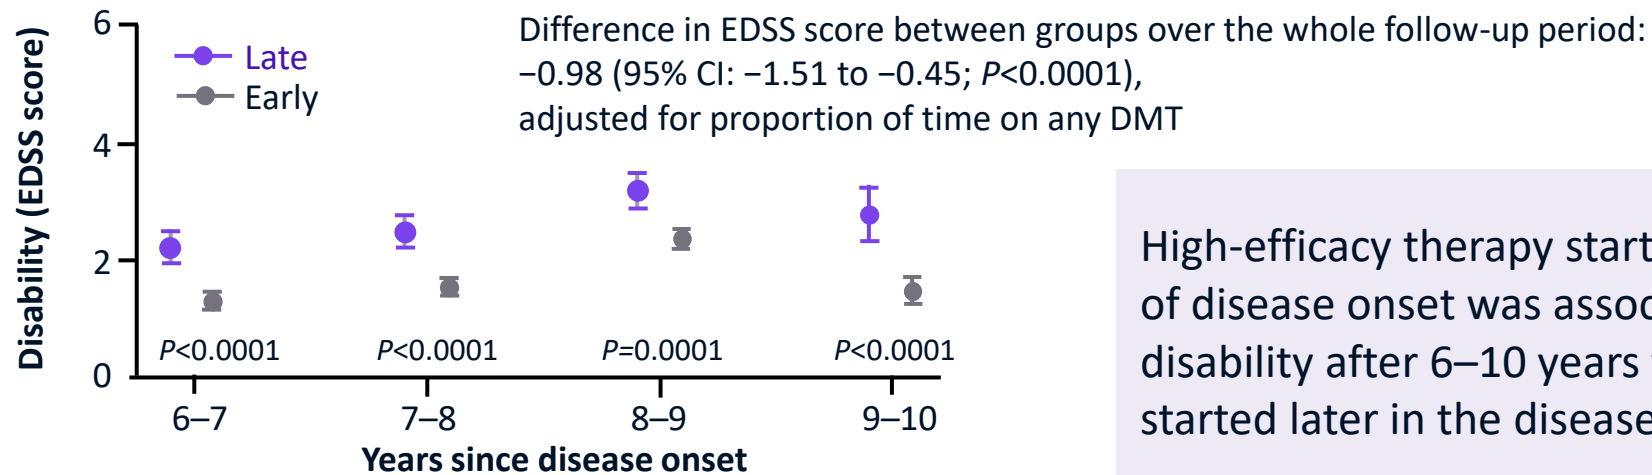 Difference in EDSS score between groups over the whole follow-up period:
−0.98 (95% CI: −1.51 to −0.45; P<0.0001),
adjusted for proportion of time on any DMT
Disability (EDSS score)
6
4
2
0
Late
Early
P<0.0001 P<0.0001 P=0.0001 P<0.0001
6–7 7–8 8–9 9–10
Years since disease onset
High-efficacy therapy start
of disease onset was assoc
disability after 6–10 years
started later in the disease